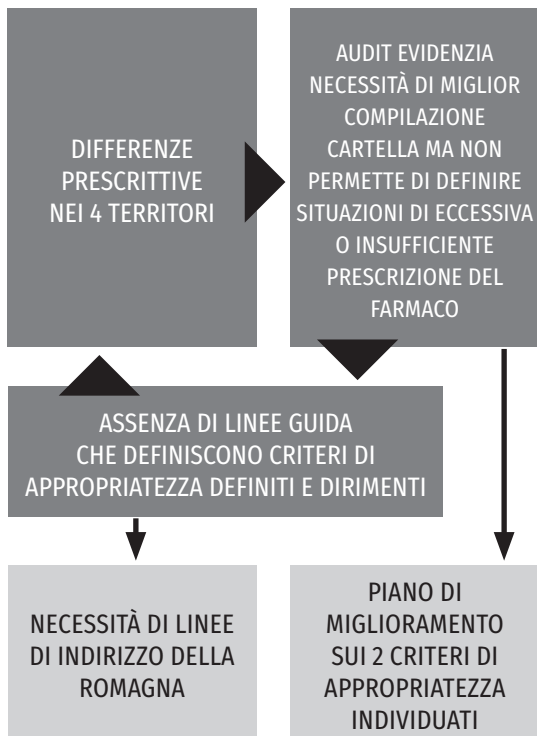 DIFFERENZE
PRESCRITTIVE
NEI 4 TERRITORI
AUDIT EVIDENZIA
NECESSITÀ DI MIGLIOR
COMPILAZIONE
CARTELLA MA NON
PERMETTE DI DEFINIRE
SITUAZIONI DI ECCESSIVA
O INSUFFICIENTE
PRESCRIZIONE DEL
FARMACO
ASSENZA DI LINEE GUIDA
CHE DEFINISCONO CRITERI DI
APPROPRIATEZZA DEFINITI E DIRIMENTI
NECESSITÀ DI LINEE
DI INDIRIZZO DELLA
ROMAGNA
PIANO DI
MIGLIORAMENTO
SUI 2 CRITERI DI
APPROPRIATEZZA
INDIVIDUATI